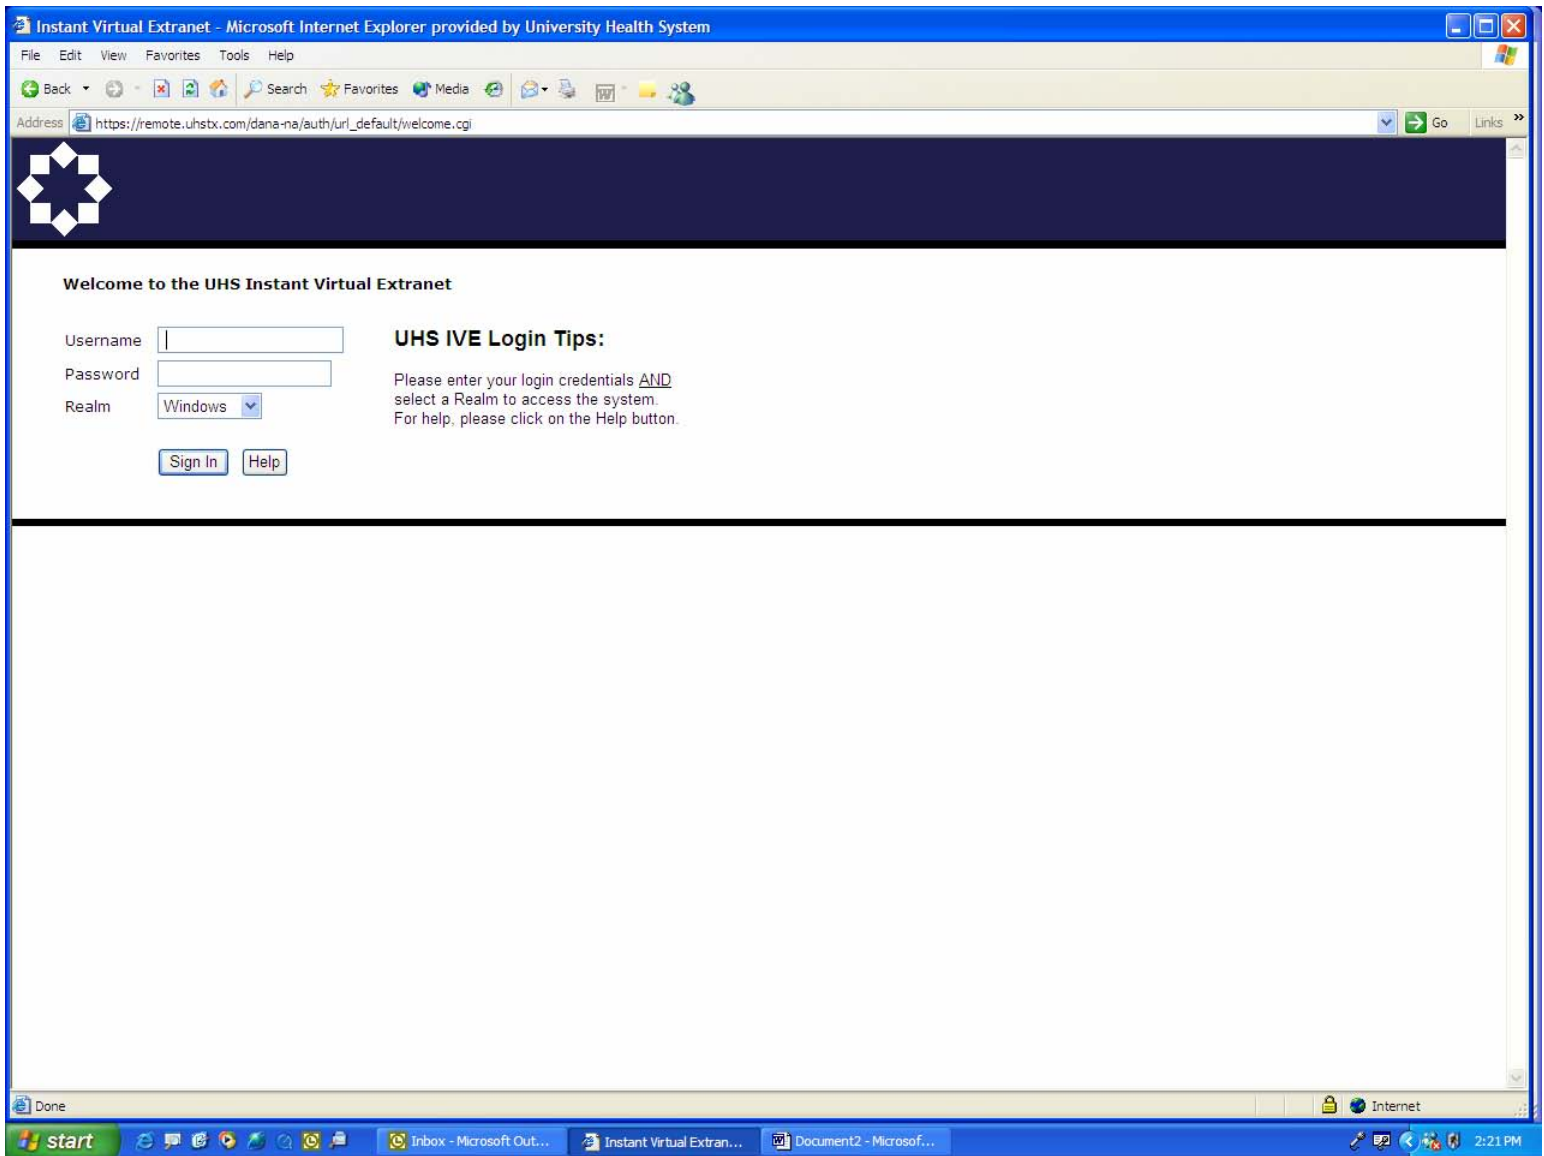 Instant Virtual Extranet - Microsoft Internet Explorer provided by University Health System
File Edit View Favorites Tools Help
Back Search Favorites Media
Address https://remote.uhstx.com/dana-na/auth/url_default/welcome.cgi Go Links »
Welcome to the UHS Instant Virtual Extranet
Username
Password
Realm Windows
Sign In Help
UHS IVE Login Tips:
Please enter your login credentials AND
select a Realm to access the system.
For help, please click on the Help button.
Done Internet
start Inbox - Microsoft Out... Instant Virtual Extran... Document2 - Microsof... 2:21 PM